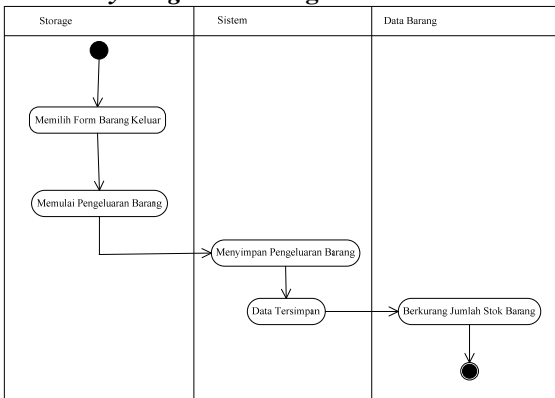 Storage
Sistem
Data Barang
Memilih Form Barang Keluar
Memulai Pengeluaran Barang
Menyimpan Pengeluaran Barang
Data Tersimpan
Berkurang Jumlah Stok Barang